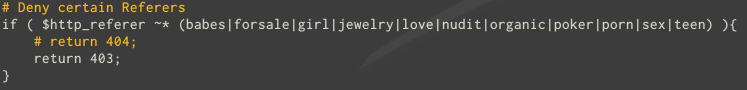 # Deny certain Referers
if ( $http_referer ~* (babes|forsale|girl|jewelry|love|nudit|organic|poker|porn|sex|teen) ){
    # return 404;
    return 403;
}